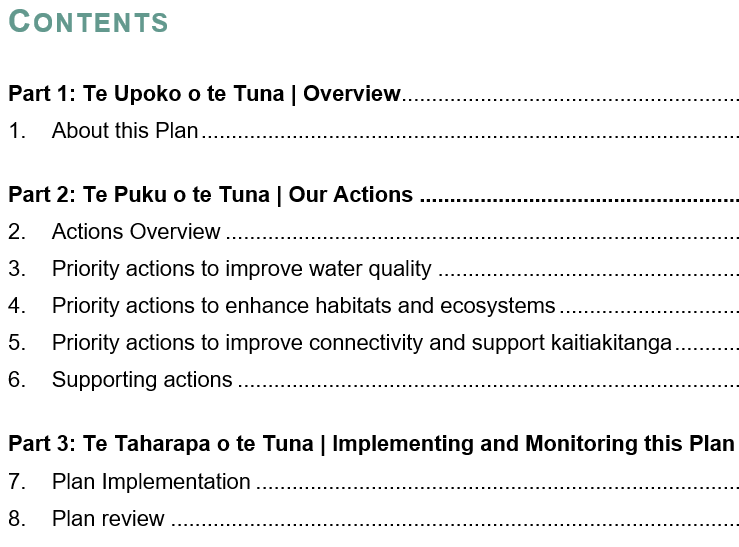 CONTENTS
Part 1: Te Upoko o te Tuna | Overview........................................................
1. About this Plan.........................................................................................
Part 2: Te Puku o te Tuna | Our Actions .....................................................
2. Actions Overview .....................................................................................
3. Priority actions to improve water quality ..................................................
4. Priority actions to enhance habitats and ecosystems ..............................
5. Priority actions to improve connectivity and support kaitiakitanga...........
6. Supporting actions ...................................................................................
Part 3: Te Taharapa o te Tuna | Implementing and Monitoring this Plan
7. Plan Implementation ................................................................................
8. Plan review ..............................................................................................